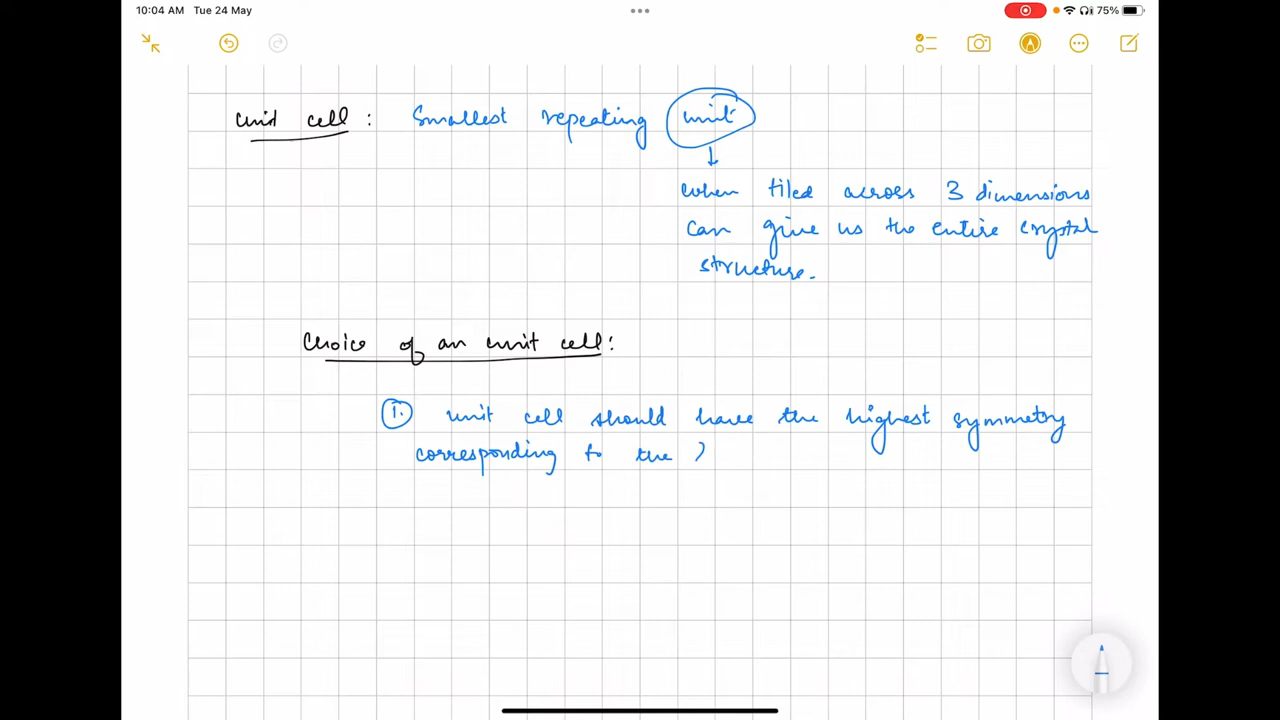 10:04 AM Tue 24 May
75%
unit cell : Smallest repeating unit
when tiled across 3 dimensions
can give us the entire crystal
structure.
Choice of an unit cell :
1. unit cell should have the highest symmetry
corresponding to the